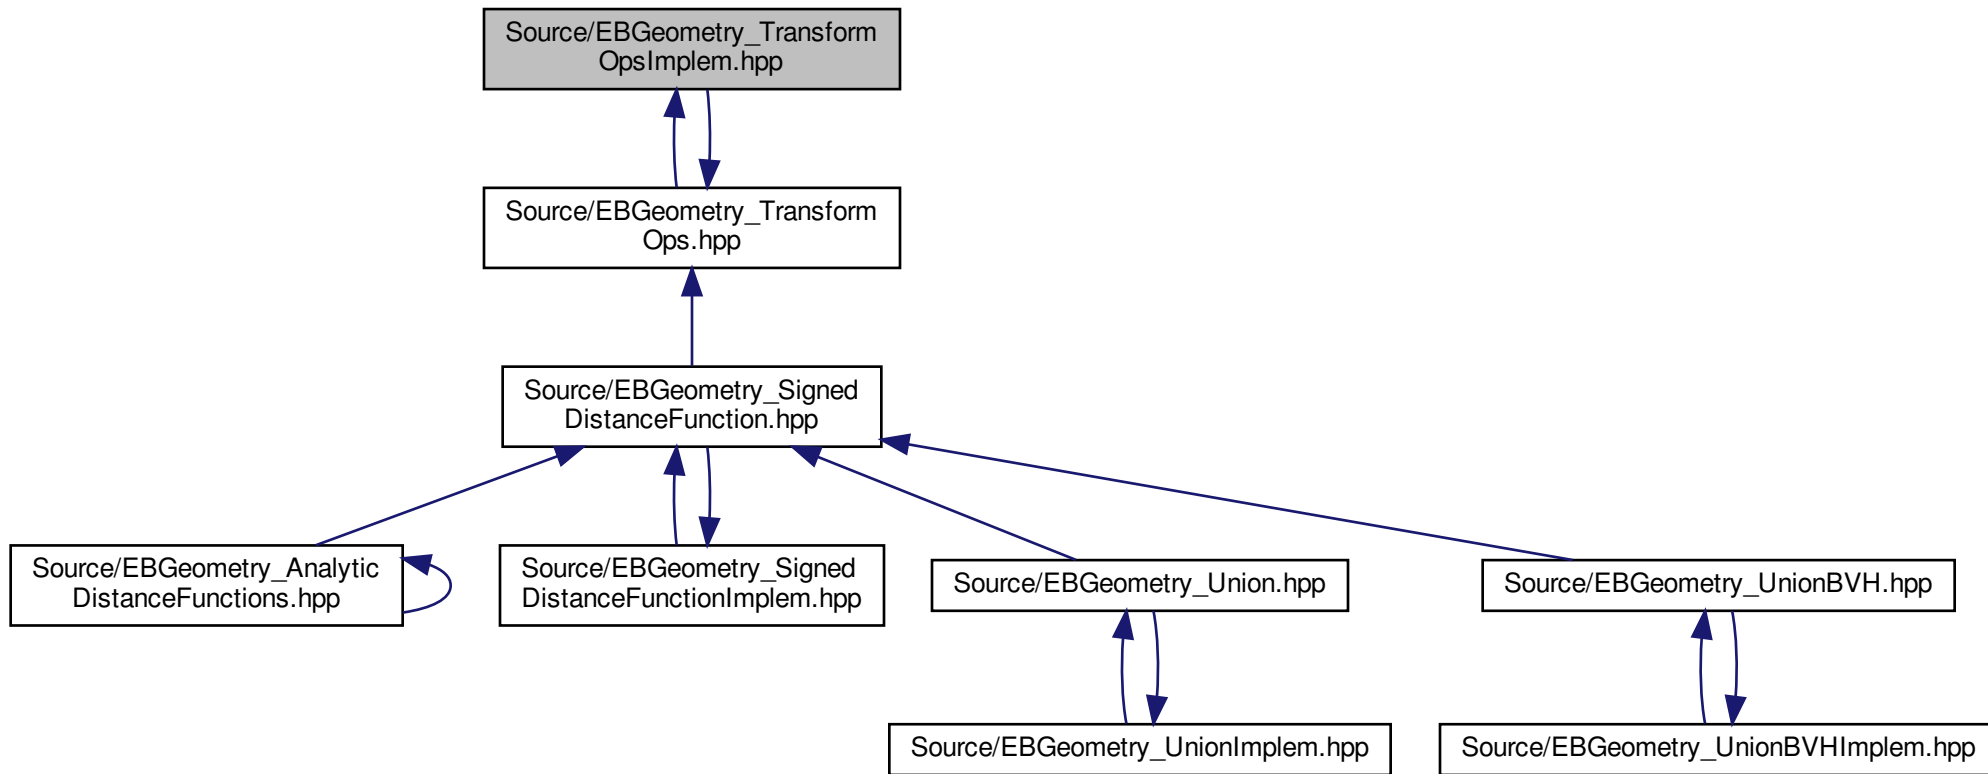 Source/EBGeometry_Transform
OpsImplem.hpp
Source/EBGeometry_Transform
Ops.hpp
Source/EBGeometry_Signed
DistanceFunction.hpp
Source/EBGeometry_Analytic
DistanceFunctions.hpp
Source/EBGeometry_Signed
DistanceFunctionImplem.hpp
Source/EBGeometry_Union.hpp
Source/EBGeometry_UnionBVH.hpp
Source/EBGeometry_UnionImplem.hpp
Source/EBGeometry_UnionBVHImplem.hpp